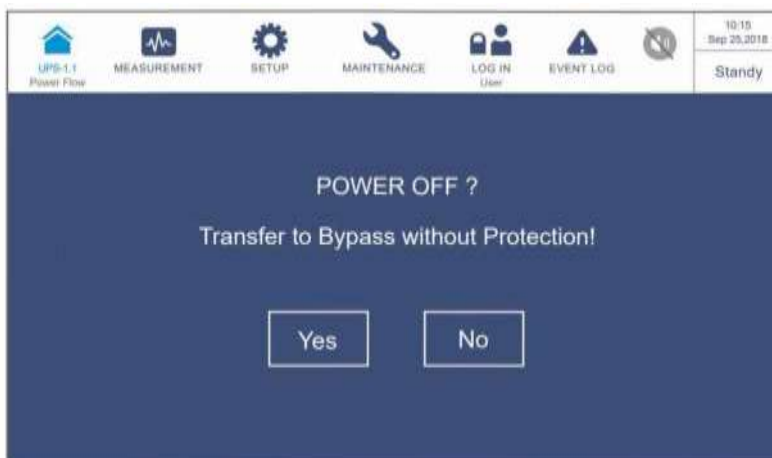 10:15
Sep 25,2018
UPS-1.1
Power Flow
MEASUREMENT
SETUP
MAINTENANCE
LOG IN
User
EVENT LOG
Standy
POWER OFF ?
Transfer to Bypass without Protection!
Yes
No